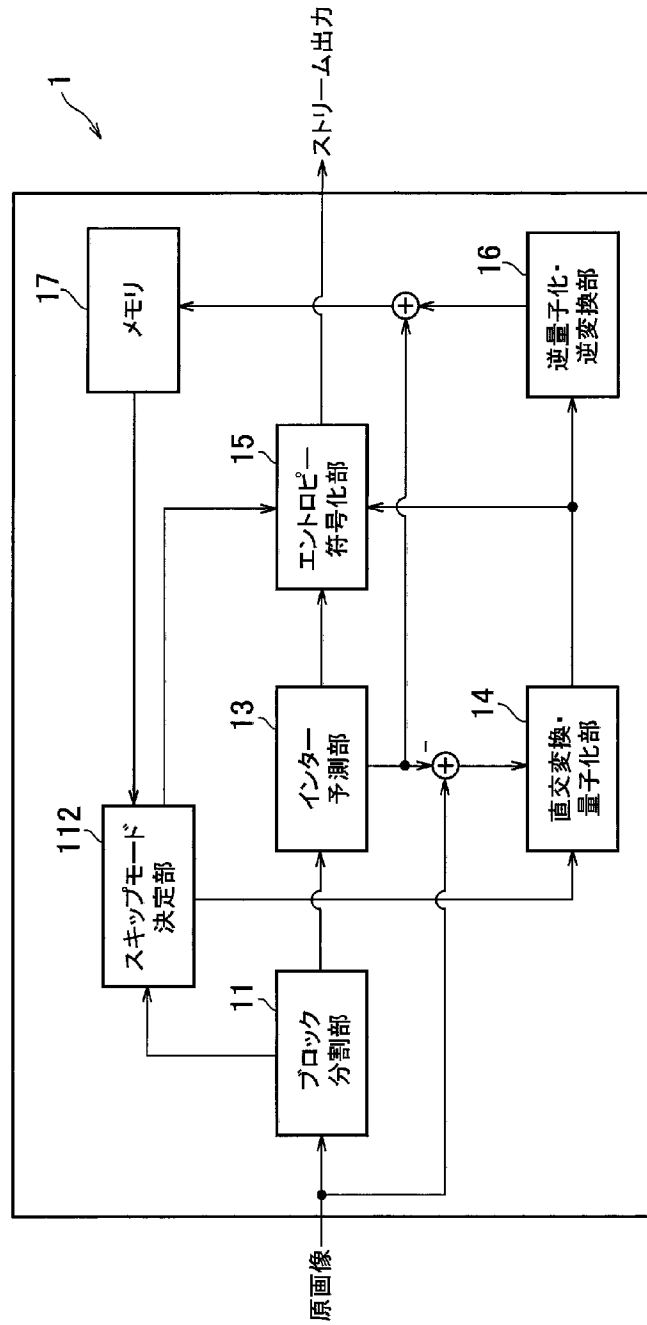 1
原画像
11
ブロック
分割部
112
スキップモード
決定部
13
インター
予測部
-
14
直交変換・
量子化部
15
エントロピー
符号化部
16
逆量子化・
逆変換部
17
メモリ
ストリーム出力